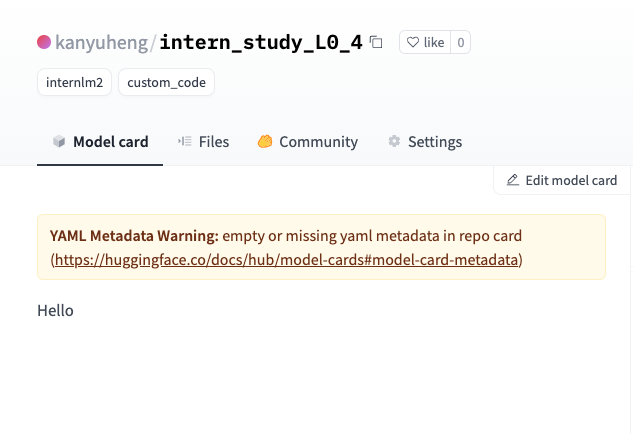 kanyuheng/intern_study_L0_4 like 0
internlm2 custom_code
Model card Files Community Settings
Edit model card
YAML Metadata Warning: empty or missing yaml metadata in repo card
(https://huggingface.co/docs/hub/model-cards#model-card-metadata)
Hello